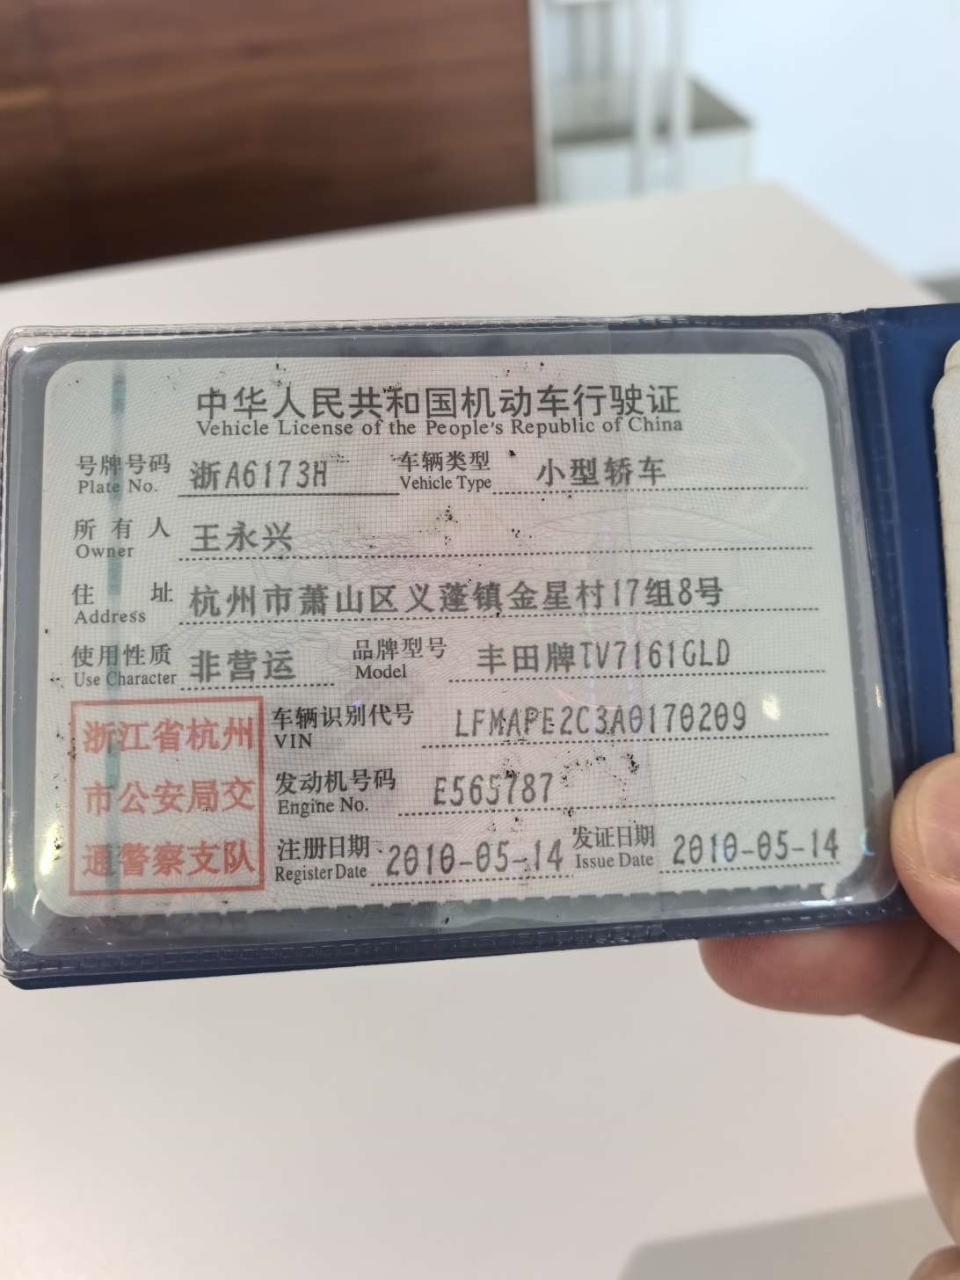 中华人民共和国机动车行驶证
Vehicle License of the People's Republic of China
号牌号码 浙A6173H 车辆类型 小型轿车
Plate No. Vehicle Type
所有人 王永兴
Owner
住址 杭州市萧山区义蓬镇金星村17组8号
Address
使用性质 非营运 品牌型号 丰田牌TV7161GLD
Use Character Model
浙江省杭州
市公安局交
通警察支队
车辆识别代号 LFMAPE2C3A0170209
VIN
发动机号码 E565787
Engine No.
注册日期 2010-05-14 发证日期 2010-05-14
Register Date Issue Date